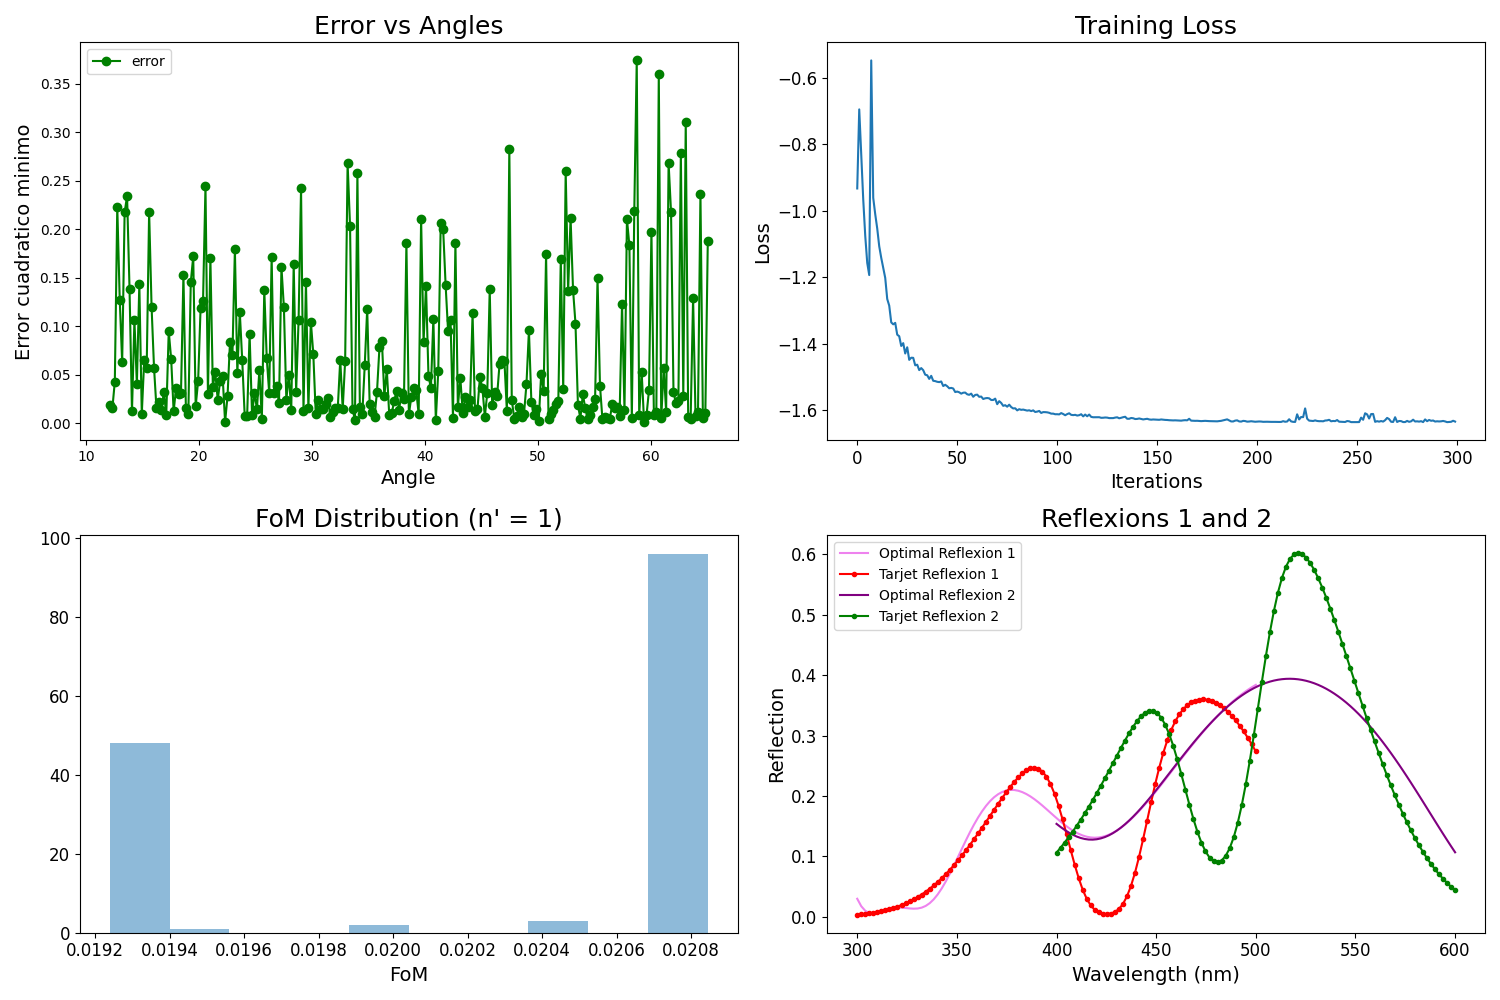 Error vs Angles
error
Error cuadratico minimo
0.35
0.30
0.25
0.20
0.15
0.10
0.05
0.00
10 20 30 40 50 60
Angle
Training Loss
Loss
−0.6
−0.8
−1.0
−1.2
−1.4
−1.6
0 50 100 150 200 250 300
Iterations
FoM Distribution (n' = 1)
100
80
60
40
20
0
0.0192 0.0194 0.0196 0.0198 0.0200 0.0202 0.0204 0.0206 0.0208
FoM
Reflexions 1 and 2
Optimal Reflexion 1
Tarjet Reflexion 1
Optimal Reflexion 2
Tarjet Reflexion 2
Reflection
0.6
0.5
0.4
0.3
0.2
0.1
0.0
300 350 400 450 500 550 600
Wavelength (nm)